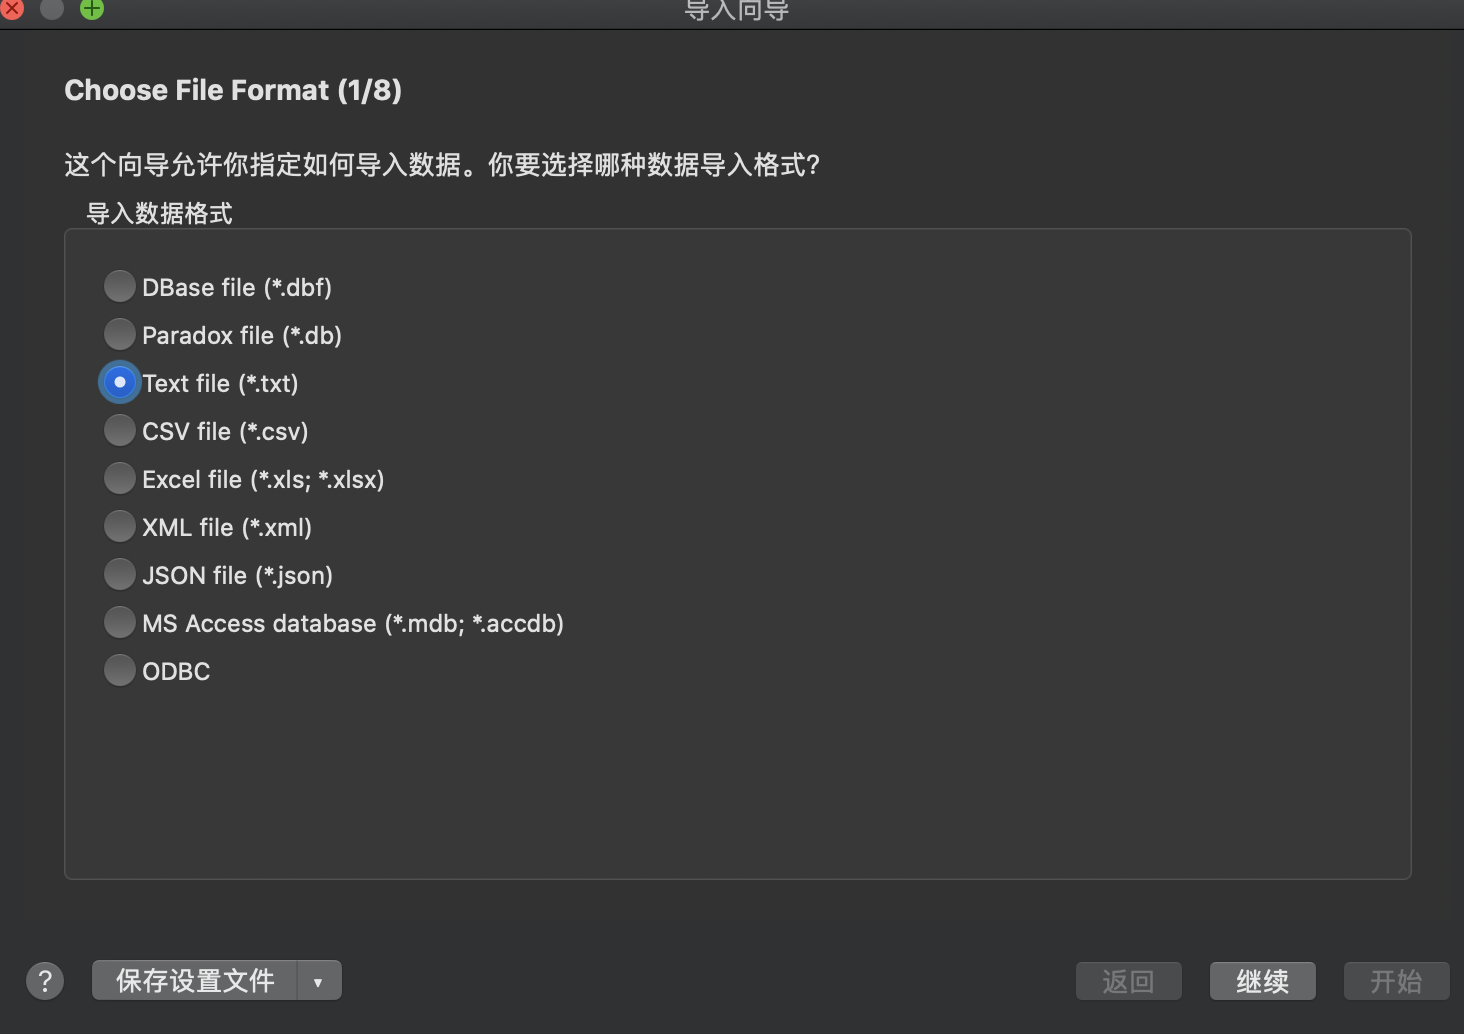 导入向导
Choose File Format (1/8)
这个向导允许你指定如何导入数据。你要选择哪种数据导入格式?
导入数据格式
DBase file (*.dbf)
Paradox file (*.db)
Text file (*.txt)
CSV file (*.csv)
Excel file (*.xls; *.xlsx)
XML file (*.xml)
JSON file (*.json)
MS Access database (*.mdb; *.accdb)
ODBC
? 保存设置文件 ▾ 返回 继续 开始